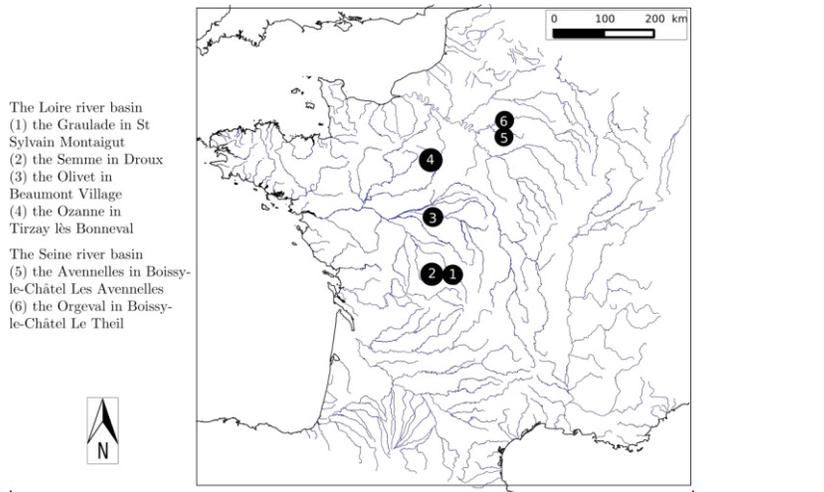 The Loire river basin
(1) the Graulade in St
Sylvain Montaigut
(2) the Semme in Droux
(3) the Olivet in
Beaumont Village
(4) the Ozanne in
Tirzay lès Bonneval
The Seine river basin
(5) the Avennelles in Boissy-
le-Châtel Les Avennelles
(6) the Orgeval in Boissy-
le-Châtel Le Theil
N
0 100 200 km
6
5
4
3
2 1